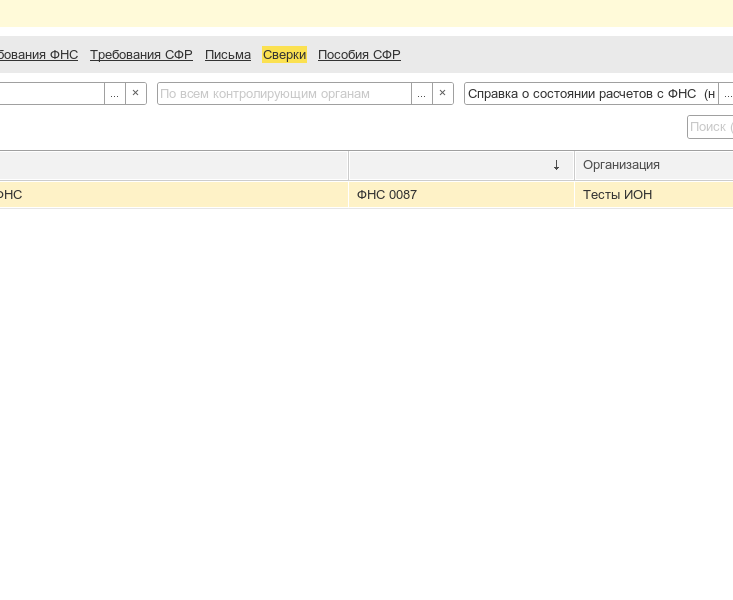 бования ФНС Требования СФР Письма Сверки Пособия СФР
... × По всем контролирующим органам ... × Справка о состоянии расчетов с ФНС (н ...
Поиск (
↓ Организация
ФНС ФНС 0087 Тесты ИОН